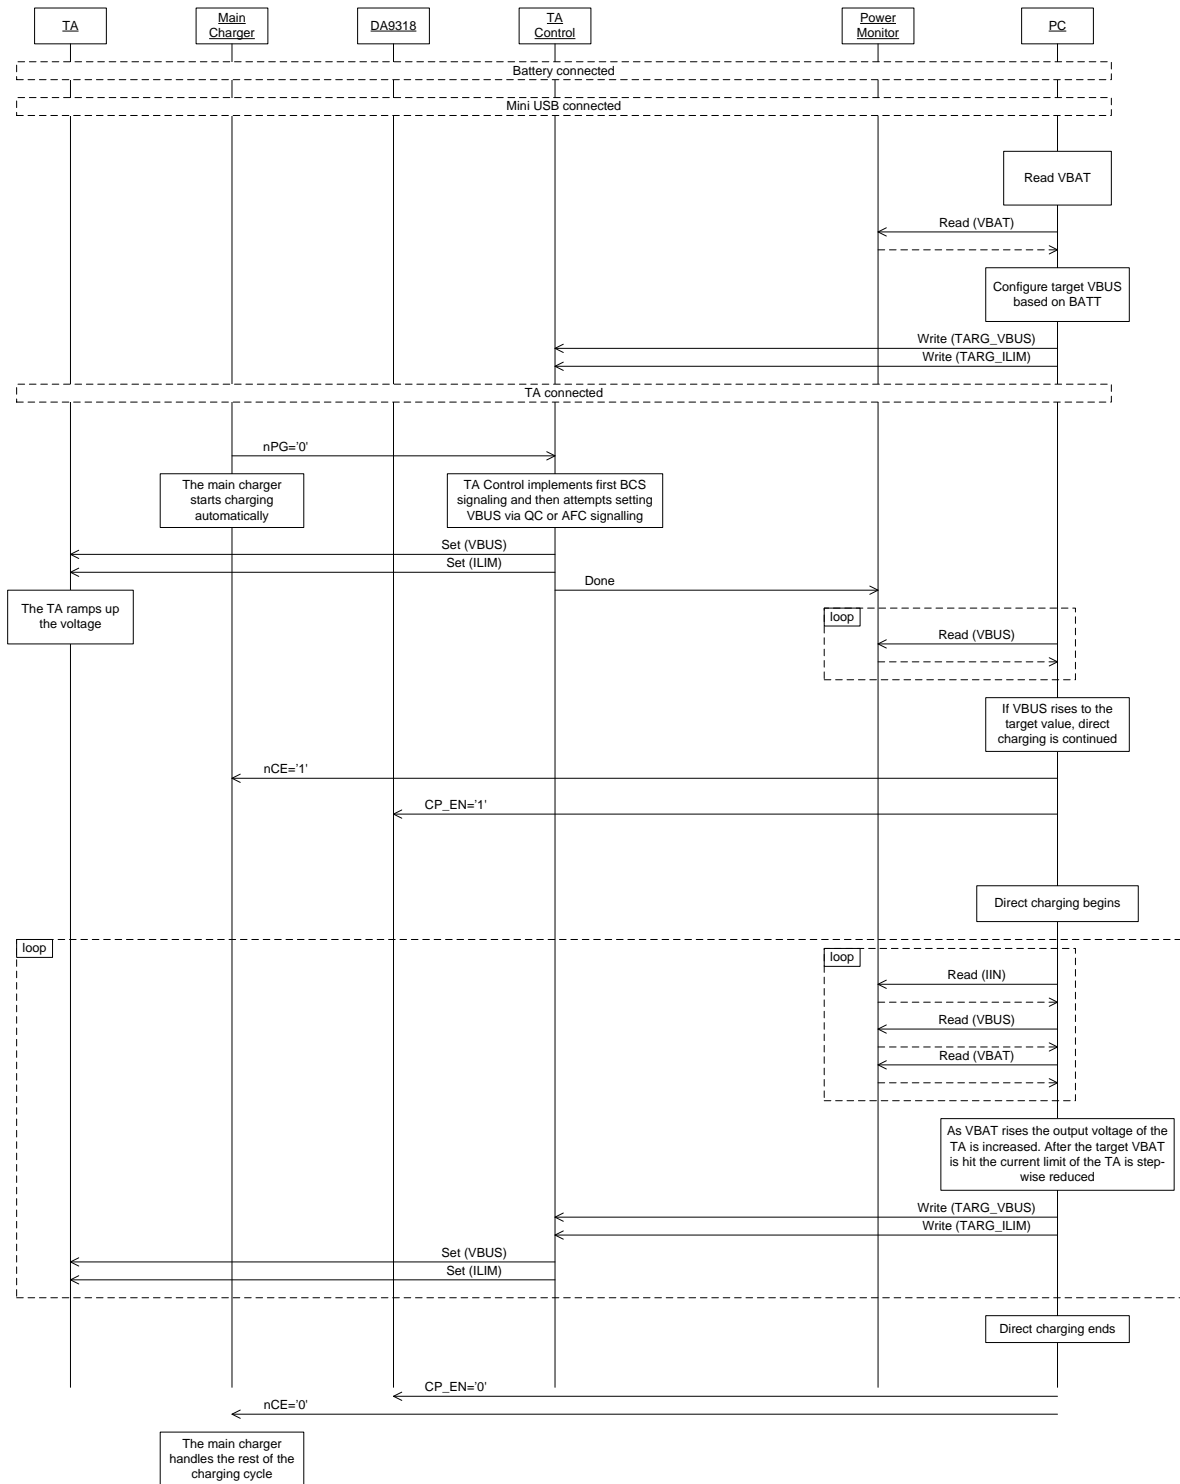 TA
Main
Charger
DA9318
TA
Control
Power
Monitor
PC
Battery connected
Mini USB connected
Read VBAT
Read (VBAT)
Configure target VBUS
based on BATT
Write (TARG_VBUS)
Write (TARG_ILIM)
TA connected
nPG='0'
The main charger
starts charging
automatically
TA Control implements first BCS
signaling and then attempts setting
VBUS via QC or AFC signalling
Set (VBUS)
Set (ILIM)
Done
The TA ramps up
the voltage
loop
Read (VBUS)
If VBUS rises to the
target value, direct
charging is continued
nCE='1'
CP_EN='1'
Direct charging begins
loop
loop
Read (IIN)
Read (VBUS)
Read (VBAT)
As VBAT rises the output voltage of the
TA is increased. After the target VBAT
is hit the current limit of the TA is step-
wise reduced
Write (TARG_VBUS)
Write (TARG_ILIM)
Set (VBUS)
Set (ILIM)
Direct charging ends
CP_EN='0'
nCE='0'
The main charger
handles the rest of the
charging cycle